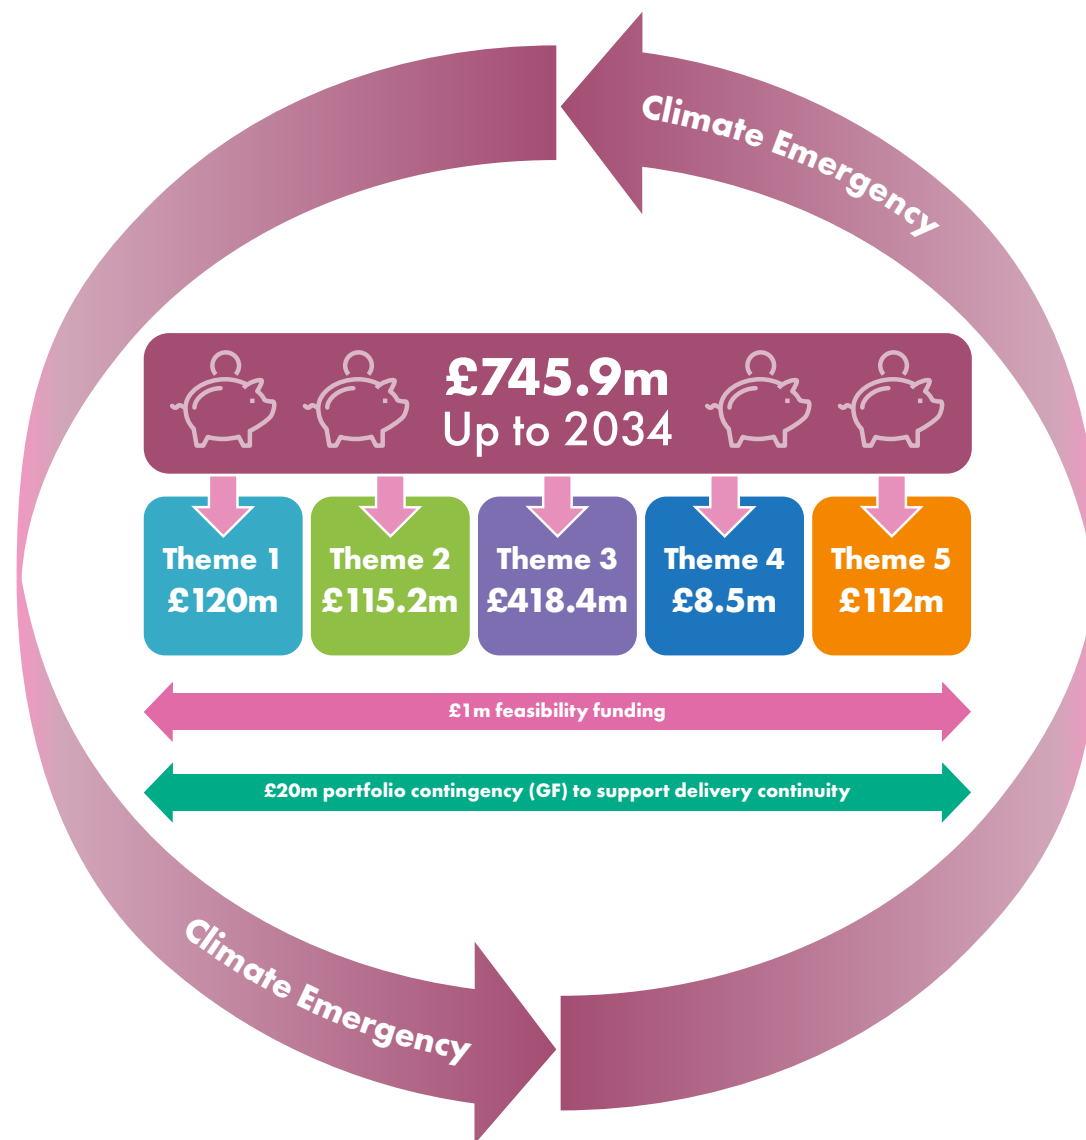 Climate Emergency
£745.9m
Up to 2034
Theme 1
£120m
Theme 2
£115.2m
Theme 3
£418.4m
Theme 4
£8.5m
Theme 5
£112m
£1m feasibility funding
£20m portfolio contingency (GF) to support delivery continuity
Climate Emergency